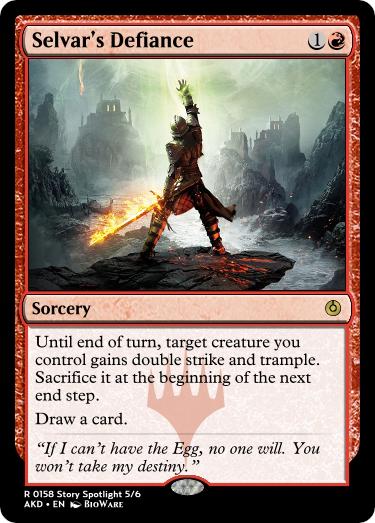 Selvar's Defiance 1
Sorcery
Until end of turn, target creature you
control gains double strike and trample.
Sacrifice it at the beginning of the next
end step.
Draw a card.
“If I can't have the Egg, no one will. You
won't take my destiny.”
R 0158 Story Spotlight 5/6
AKD • EN BioWare